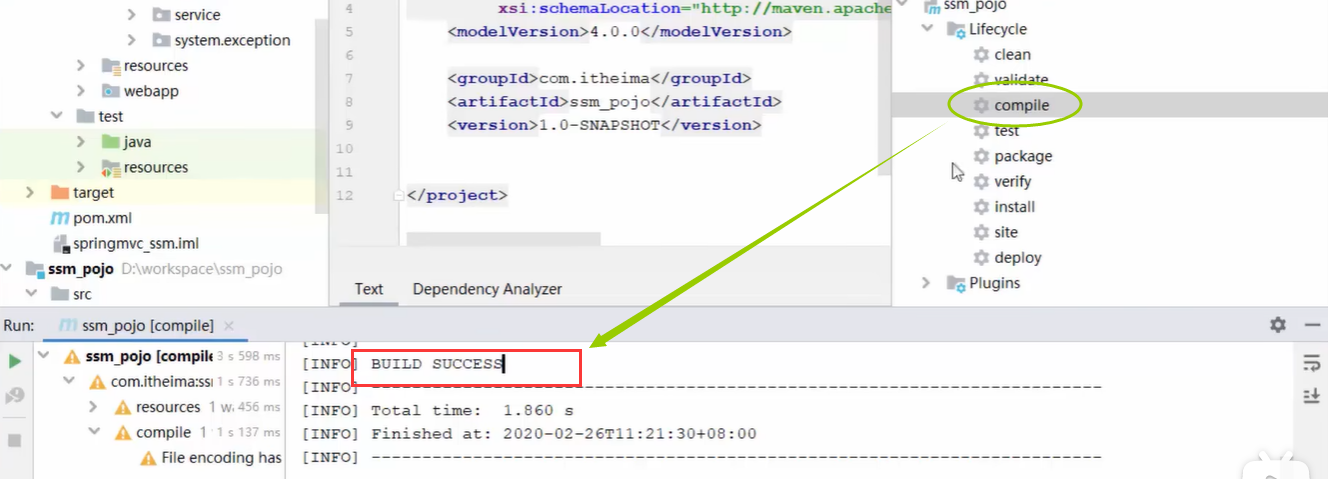 service
system.exception
resources
webapp
test
java
resources
target
pom.xml
springmvc_ssm.iml
ssm_pojo D:\workspace\ssm_pojo
src
4 xsi:schemaLocation="http://maven.apache
5 <modelVersion>4.0.0</modelVersion>
6
7 <groupId>com.itheima</groupId>
8 <artifactId>ssm_pojo</artifactId>
9 <version>1.0-SNAPSHOT</version>
10
11
12 </project>
Text Dependency Analyzer
ssm_pojo
Lifecycle
clean
validate
compile
test
package
verify
install
site
deploy
Plugins
Run: ssm_pojo [compile] ×
ssm_pojo [compile 3 s 598 ms
com.itheima:ssm 1 s 736 ms
resources 1 w 456 ms
compile 1 1 s 137 ms
File encoding has
[INFO]
[INFO] BUILD SUCCESS
[INFO] ------------------------------------------------------------------------
[INFO] Total time: 1.860 s
[INFO] Finished at: 2020-02-26T11:21:30+08:00
[INFO] ------------------------------------------------------------------------